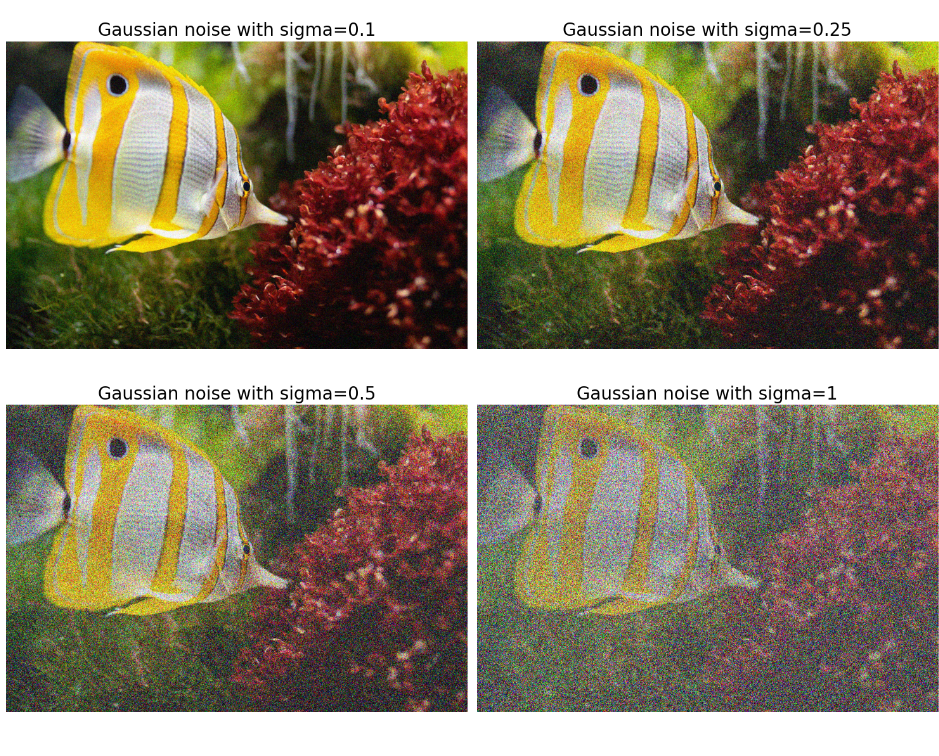 Gaussian noise with sigma=0.1
Gaussian noise with sigma=0.25
Gaussian noise with sigma=0.5
Gaussian noise with sigma=1